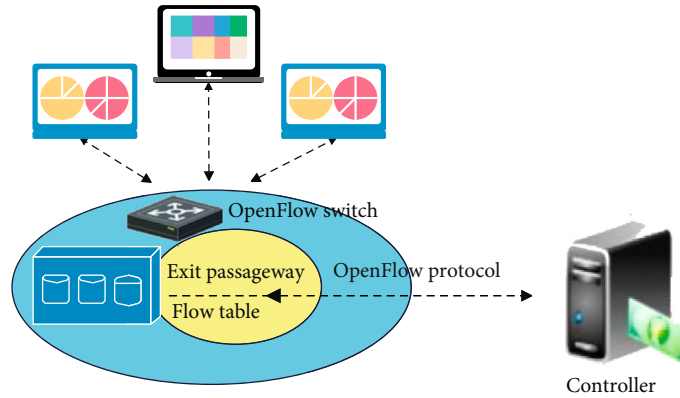 OpenFlow switch
Exit passageway
OpenFlow protocol
Flow table
Controller